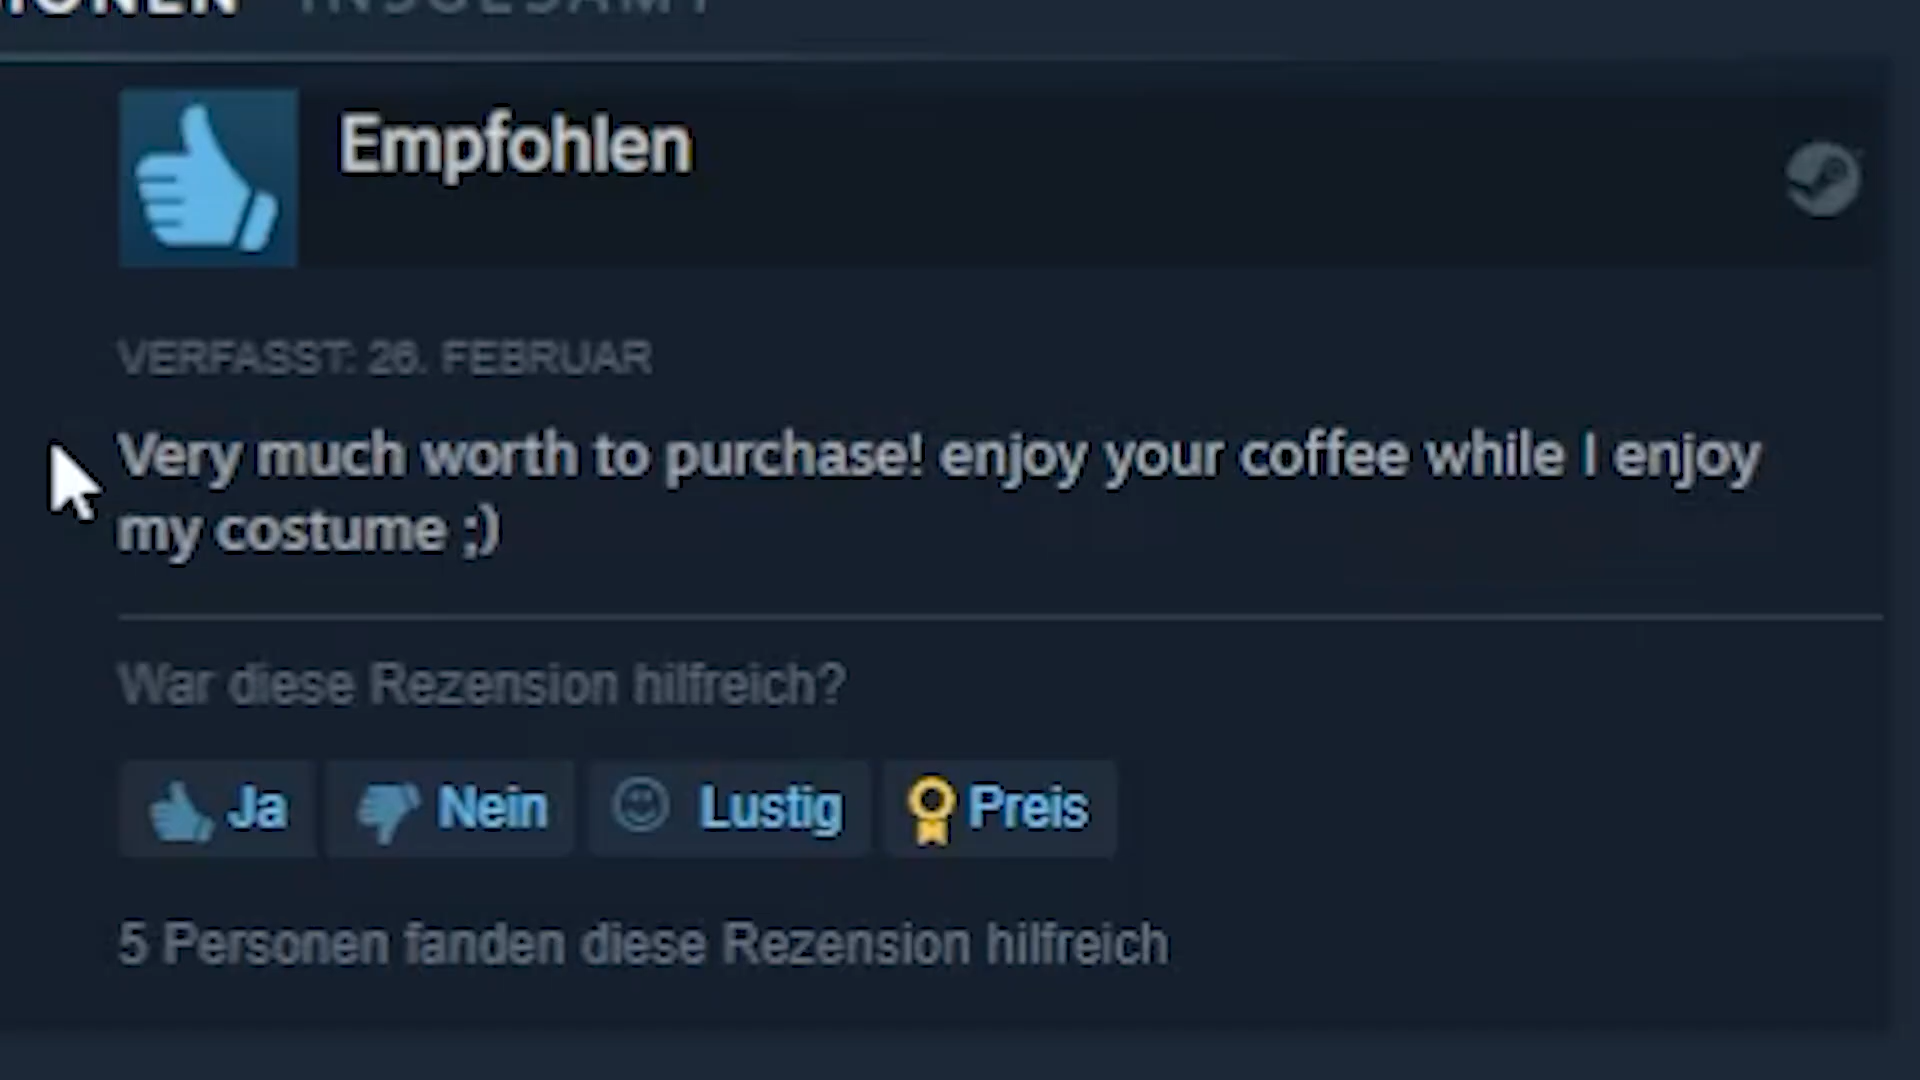 INSGESAMT
Empfohlen
VERFASST: 26. FEBRUAR
Very much worth to purchase! enjoy your coffee while I enjoy
my costume ;)
War diese Rezension hilfreich?
Ja Nein Lustig Preis
5 Personen fanden diese Rezension hilfreich